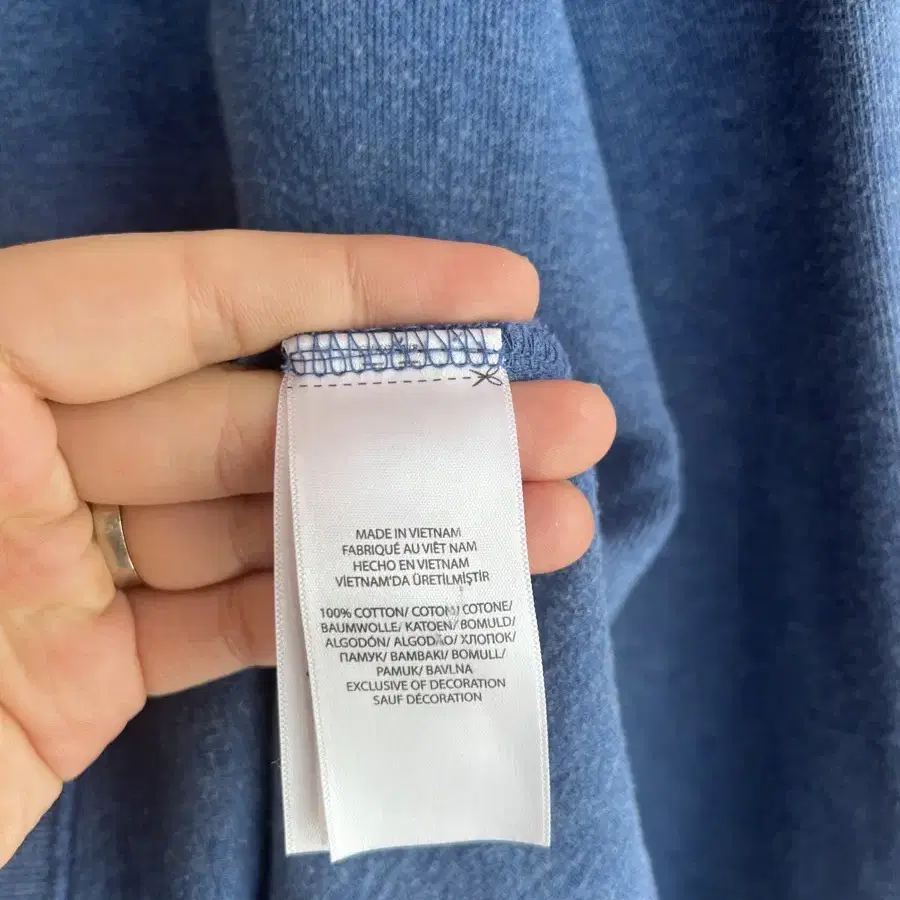 MADE IN VIETNAM
FABRIQUÉ AU VIÊT NAM
HECHO EN VIETNAM
VİETNAM'DA ÜRETİLMİŞTİR
100% COTTON/ COTON/ COTONE/
BAUMWOLLE/ KATOEN/ BOMULD/
ALGODÓN/ ALGODÃO/ ХЛОПОК/
ПАМУК/ BAMBAKI/ BOMULL/
PAMUK/ BAVLNA
EXCLUSIVE OF DECORATION
SAUF DÉCORATION